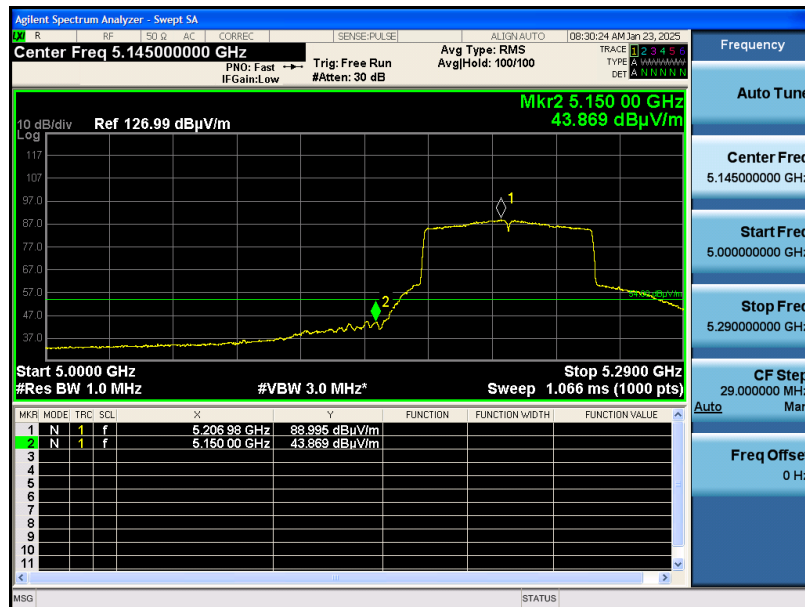 Agilent Spectrum Analyzer - Swept SA
LXI R RF 50 Ω AC CORREC SENSE:PULSE ALIGN AUTO 08:30:24 AM Jan 23, 2025
Center Freq 5.145000000 GHz
PNO: Fast
IFGain:Low
Trig: Free Run
#Atten: 30 dB
Avg Type: RMS
Avg|Hold: 100/100
TRACE 1 2 3 4 5 6
TYPE A WWWWW
DET A N N N N N
Mkr2 5.150 00 GHz
43.869 dBµV/m
10 dB/div Ref 126.99 dBµV/m
Log
117
107
97.0
87.0
77.0
67.0
57.0
47.0
37.0
1
2
Start 5.0000 GHz Stop 5.2900 GHz
#Res BW 1.0 MHz #VBW 3.0 MHz* Sweep 1.066 ms (1000 pts)
MKR MODE TRC SCL X Y FUNCTION FUNCTION WIDTH FUNCTION VALUE
1 N 1 f 5.206 98 GHz 88.995 dBµV/m
2 N 1 f 5.150 00 GHz 43.869 dBµV/m
3
4
5
6
7
8
9
10
11
MSG STATUS
Frequency
Auto Tune
Center Freq
5.145000000 GHz
Start Freq
5.000000000 GHz
Stop Freq
5.290000000 GHz
CF Step
29.000000 MHz
Auto Man
Freq Offset
0 Hz